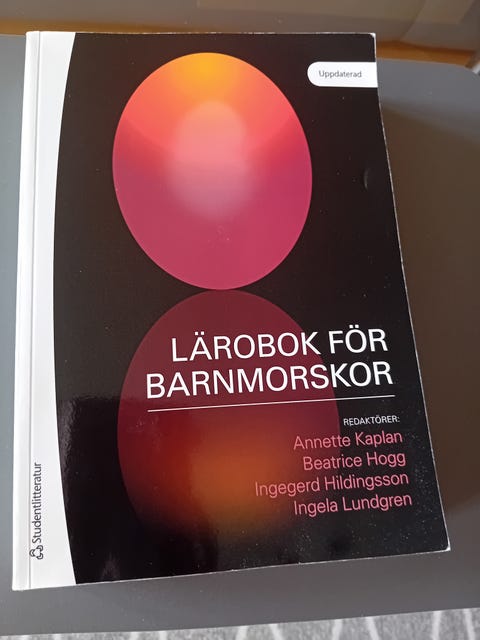 Uppdaterad
LÄROBOK FÖR
BARNMORSKOR
REDAKTÖRER:
Annette Kaplan
Beatrice Hogg
Ingegerd Hildingsson
Ingela Lundgren
Studentlitteratur